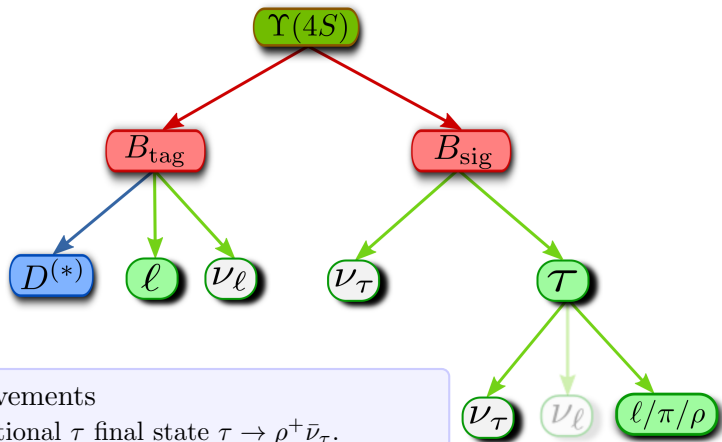 Υ(4S)
B_tag B_sig
D^(*) ℓ ν_ℓ ν_τ τ
ν_τ ν_ℓ ℓ/π/ρ
vements
tional τ final state τ → ρ⁺ν̄_τ.